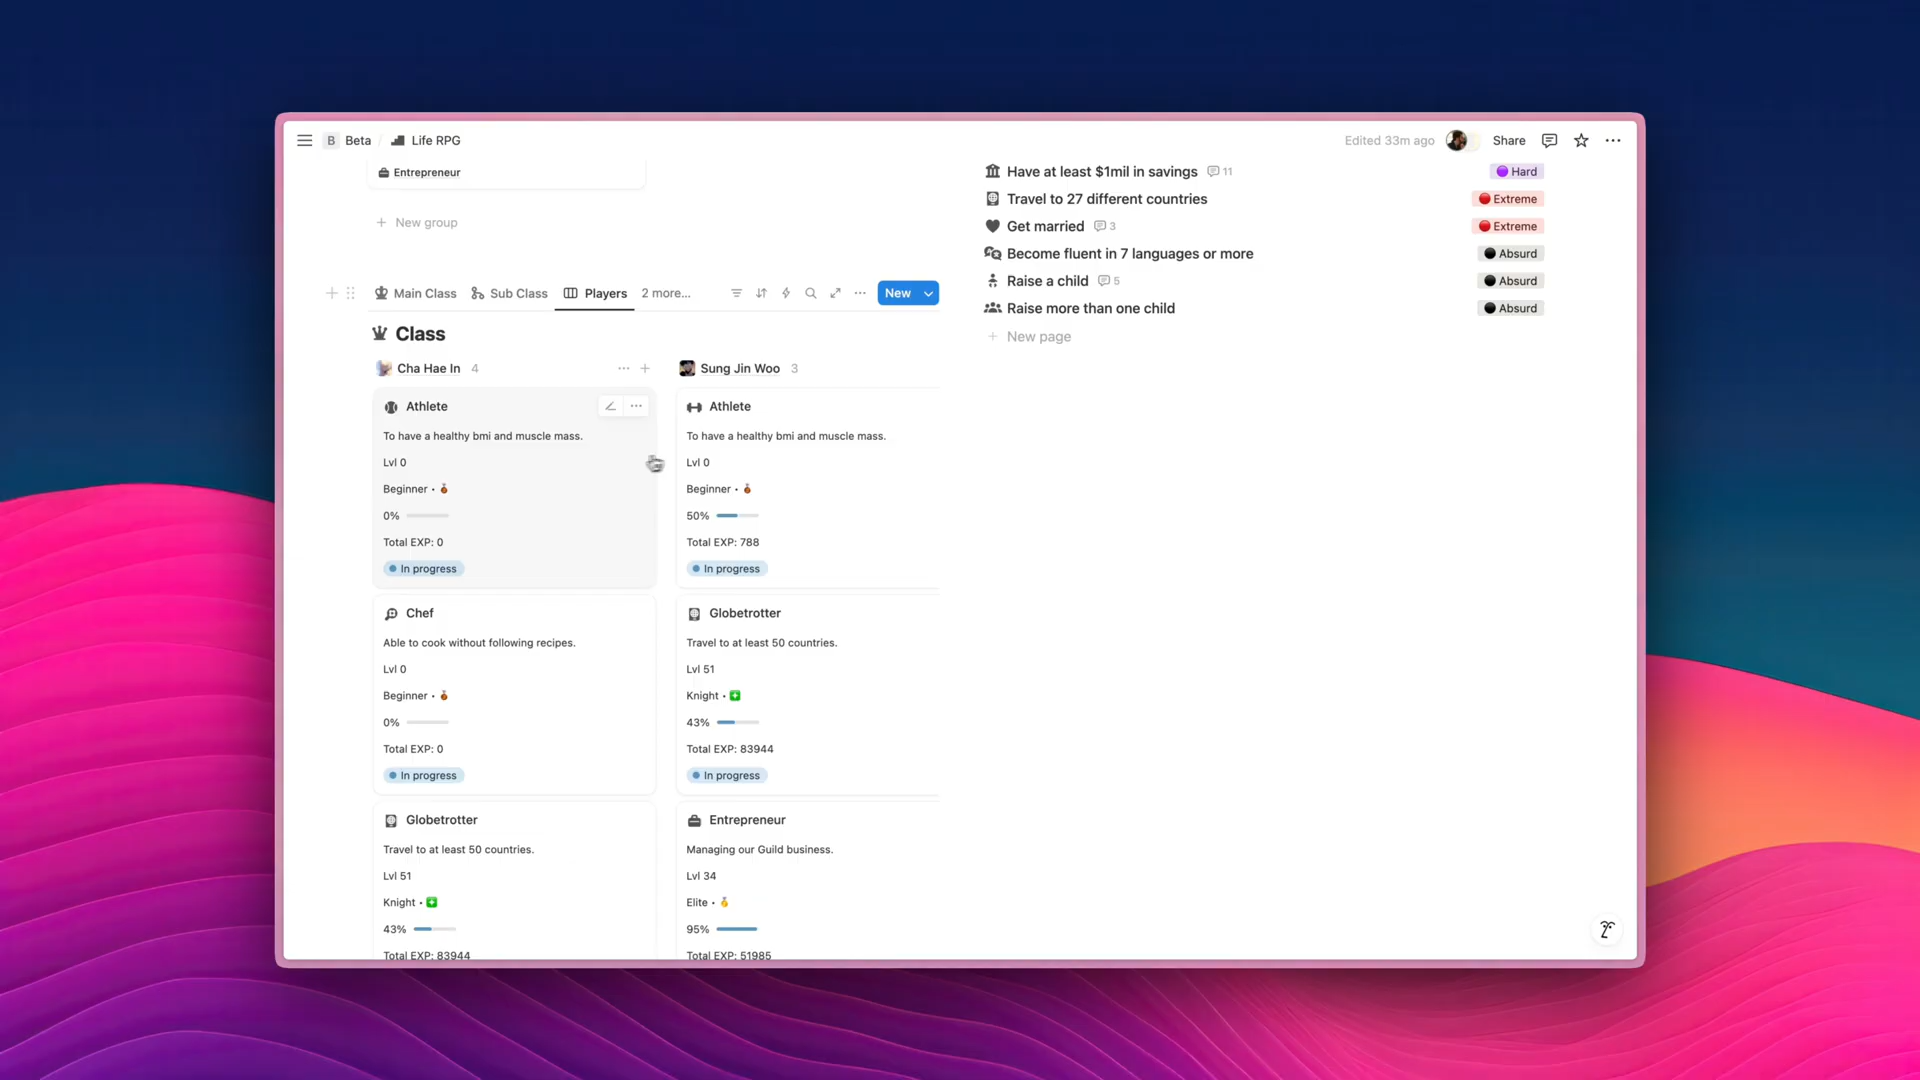 B Beta / Life RPG
Edited 33m ago Share
Entrepreneur
+ New group
Main Class Sub Class Players 2 more... New
Class
Cha Hae In 4
Athlete
To have a healthy bmi and muscle mass.
Lvl 0
Beginner •
0%
Total EXP: 0
In progress
Chef
Able to cook without following recipes.
Lvl 0
Beginner •
0%
Total EXP: 0
In progress
Globetrotter
Travel to at least 50 countries.
Lvl 51
Knight •
43%
Total EXP: 83944
Sung Jin Woo 3
Athlete
To have a healthy bmi and muscle mass.
Lvl 0
Beginner •
50%
Total EXP: 788
In progress
Globetrotter
Travel to at least 50 countries.
Lvl 51
Knight •
43%
Total EXP: 83944
In progress
Entrepreneur
Managing our Guild business.
Lvl 34
Elite •
95%
Total EXP: 51985
Have at least $1mil in savings 11 Hard
Travel to 27 different countries Extreme
Get married 3 Extreme
Become fluent in 7 languages or more Absurd
Raise a child 5 Absurd
Raise more than one child Absurd
+ New page